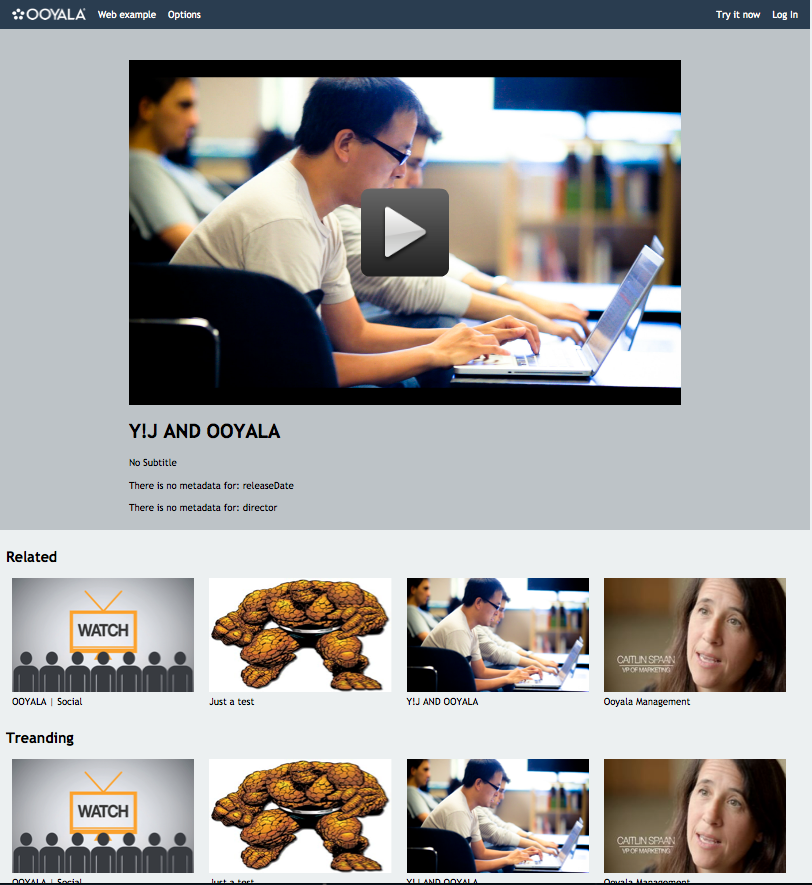 OOYALA Web example Options Try it now Log In
Y!J AND OOYALA
No Subtitle
There is no metadata for: releaseDate
There is no metadata for: director
Related
WATCH
CAITLIN SPAAN
VP OF MARKETING
OOYALA | Social Just a test Y!J AND OOYALA Ooyala Management
Treanding
WATCH
CAITLIN SPAAN
VP OF MARKETING
OOYALA | Social Just a test Y!J AND OOYALA Ooyala Management